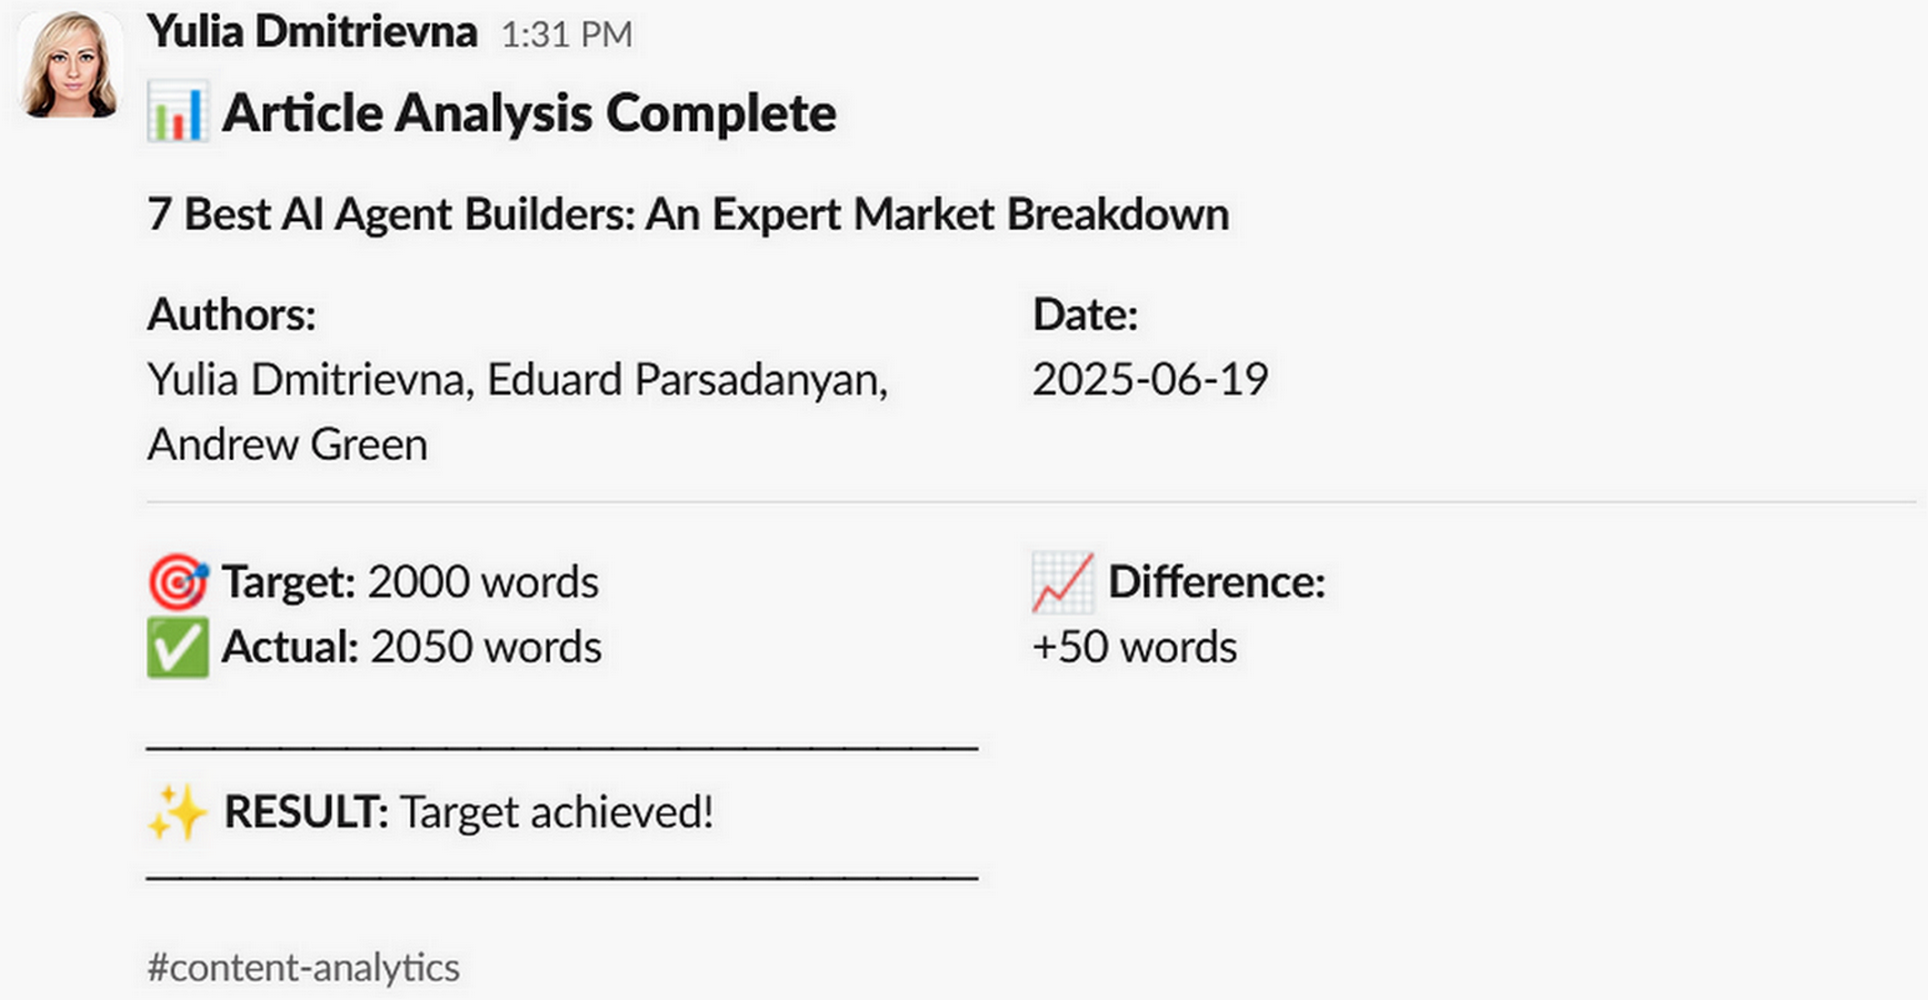 Yulia Dmitrievna 1:31 PM
Article Analysis Complete
7 Best AI Agent Builders: An Expert Market Breakdown
Authors:
Yulia Dmitrievna, Eduard Parsadanyan,
Andrew Green
Date:
2025-06-19
Target: 2000 words
Actual: 2050 words
Difference:
+50 words
RESULT: Target achieved!
#content-analytics